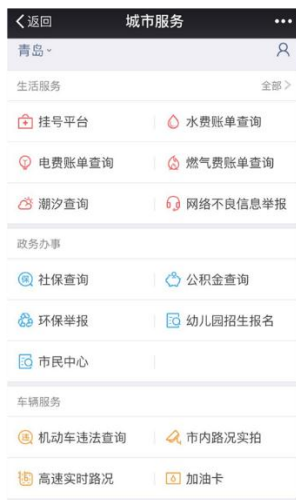 返回 城市服务
青岛
生活服务 全部
挂号平台 水费账单查询
电费账单查询 燃气费账单查询
潮汐查询 网络不良信息举报
政务办事
社保查询 公积金查询
环保举报 幼儿园招生报名
市民中心
车辆服务
机动车违法查询 市内路况实拍
高速实时路况 加油卡